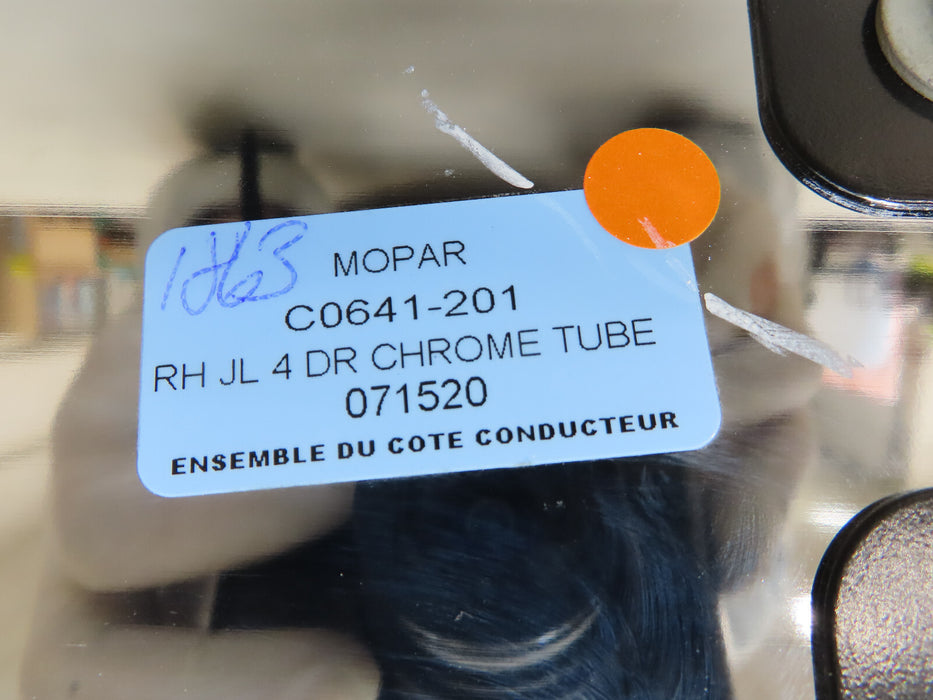 1863
MOPAR
C0641-201
RH JL 4 DR CHROME TUBE
071520
ENSEMBLE DU COTE CONDUCTEUR